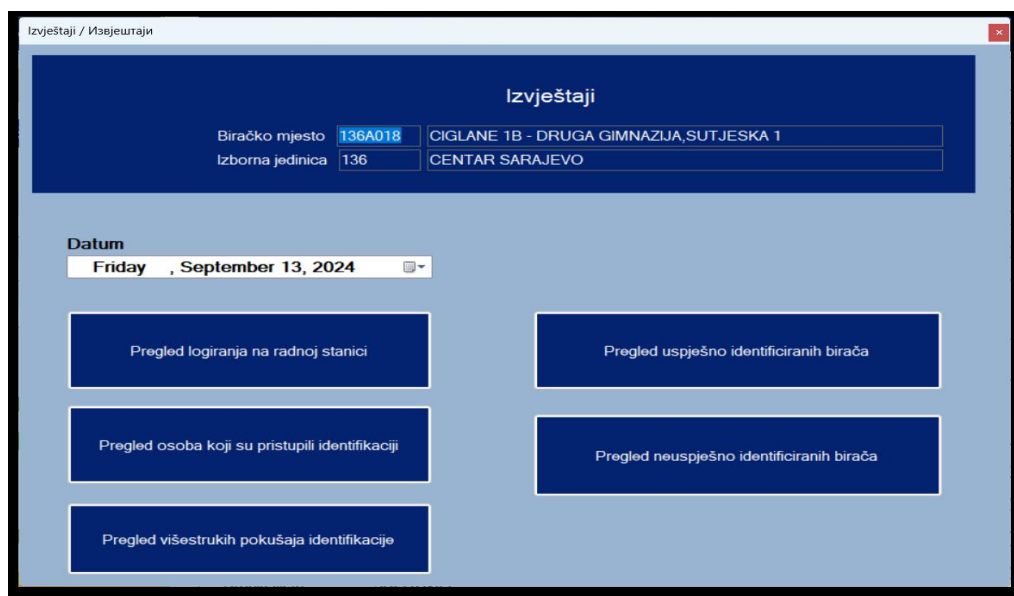 Izvještaji / Извјештаји
Izvještaji
Biračko mjesto 136A018 CIGLANE 1B - DRUGA GIMNAZIJA,SUTJESKA 1
Izborna jedinica 136 CENTAR SARAJEVO
Datum
Friday , September 13, 2024
Pregled logiranja na radnoj stanici
Pregled uspješno identificiranih birača
Pregled osoba koji su pristupili identifikaciji
Pregled neuspješno identificiranih birača
Pregled višestrukih pokušaja identifikacije